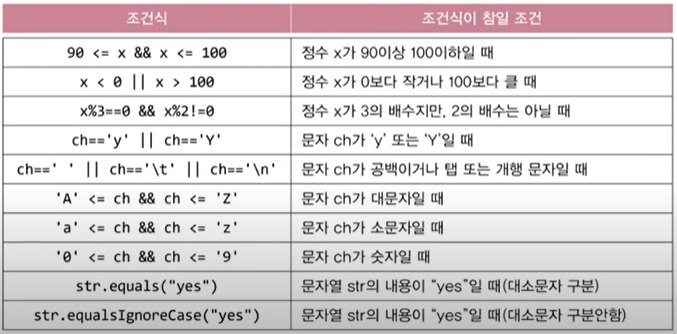 조건식 조건식이 참일 조건
90 <= x && x <= 100 정수 x가 90이상 100이하일 때
x < 0 || x > 100 정수 x가 0보다 작거나 100보다 클 때
x%3==0 && x%2!=0 정수 x가 3의 배수지만, 2의 배수는 아닐 때
ch=='y' || ch=='Y' 문자 ch가 ‘y’ 또는 ‘Y’일 때
ch==' ' || ch=='\t' || ch=='\n' 문자 ch가 공백이거나 탭 또는 개행 문자일 때
'A' <= ch && ch <= 'Z' 문자 ch가 대문자일 때
'a' <= ch && ch <= 'z' 문자 ch가 소문자일 때
'0' <= ch && ch <= '9' 문자 ch가 숫자일 때
str.equals("yes") 문자열 str의 내용이 “yes”일 때(대소문자 구분)
str.equalsIgnoreCase("yes") 문자열 str의 내용이 “yes”일 때(대소문자 구분안함)